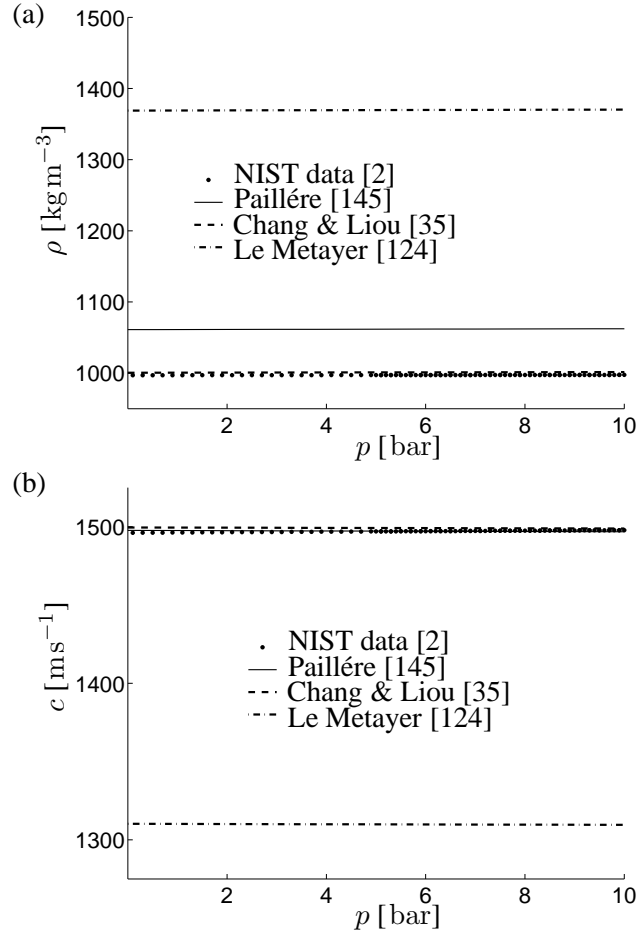 (a)
1500
1400
1300
1200
1100
1000
ρ [kg m⁻³]
NIST data [2]
Paillére [145]
Chang & Liou [35]
Le Metayer [124]
2 4 6 8 10
p [bar]
(b)
1500
1400
1300
c [ms⁻¹]
NIST data [2]
Paillére [145]
Chang & Liou [35]
Le Metayer [124]
2 4 6 8 10
p [bar]